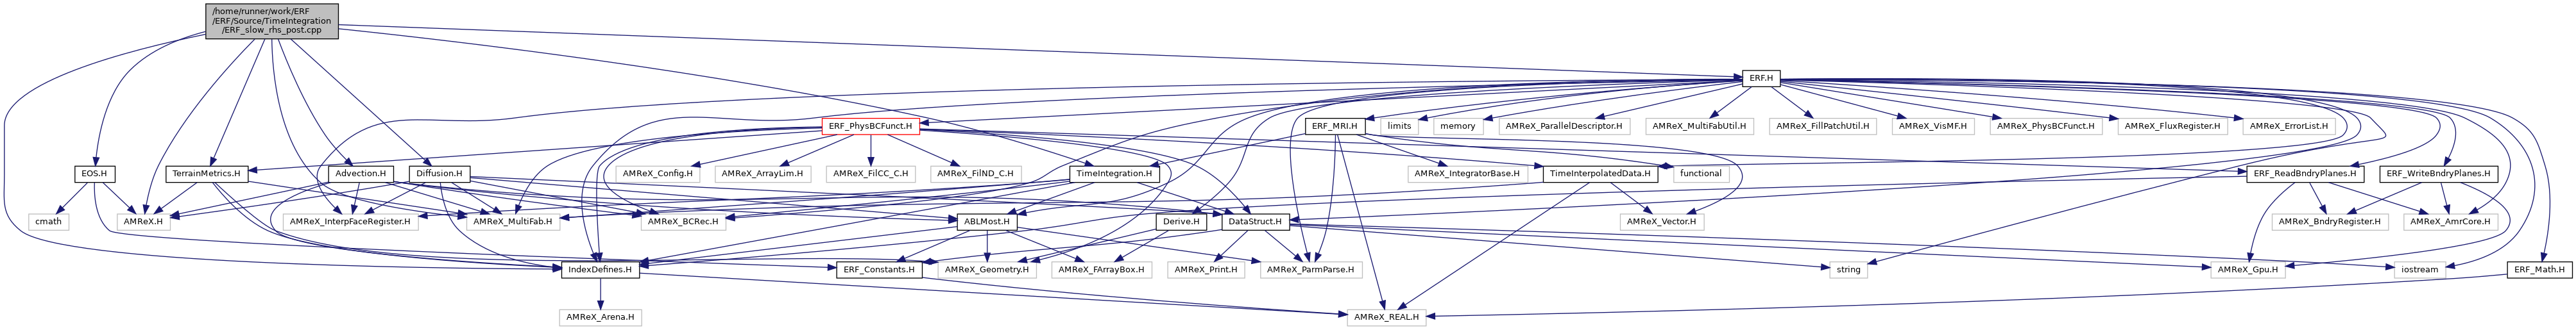 /home/runner/work/ERF
/ERF/Source/TimeIntegration
/ERF_slow_rhs_post.cpp
ERF.H
ERF_PhysBCFunct.H
ERF_MRI.H
limits
memory
AMReX_ParallelDescriptor.H
AMReX_MultiFabUtil.H
AMReX_FillPatchUtil.H
AMReX_VisMF.H
AMReX_PhysBCFunct.H
AMReX_FluxRegister.H
AMReX_ErrorList.H
EOS.H
TerrainMetrics.H
Advection.H
Diffusion.H
AMReX_Config.H
AMReX_ArrayLim.H
AMReX_FilCC_C.H
AMReX_FilND_C.H
TimeIntegration.H
AMReX_IntegratorBase.H
TimeInterpolatedData.H
functional
ERF_ReadBndryPlanes.H
ERF_WriteBndryPlanes.H
cmath
AMReX.H
AMReX_InterpFaceRegister.H
AMReX_MultiFab.H
AMReX_BCRec.H
ABLMost.H
Derive.H
DataStruct.H
AMReX_Vector.H
AMReX_BndryRegister.H
AMReX_AmrCore.H
IndexDefines.H
ERF_Constants.H
AMReX_Geometry.H
AMReX_FArrayBox.H
AMReX_Print.H
AMReX_ParmParse.H
string
AMReX_Gpu.H
iostream
ERF_Math.H
AMReX_Arena.H
AMReX_REAL.H